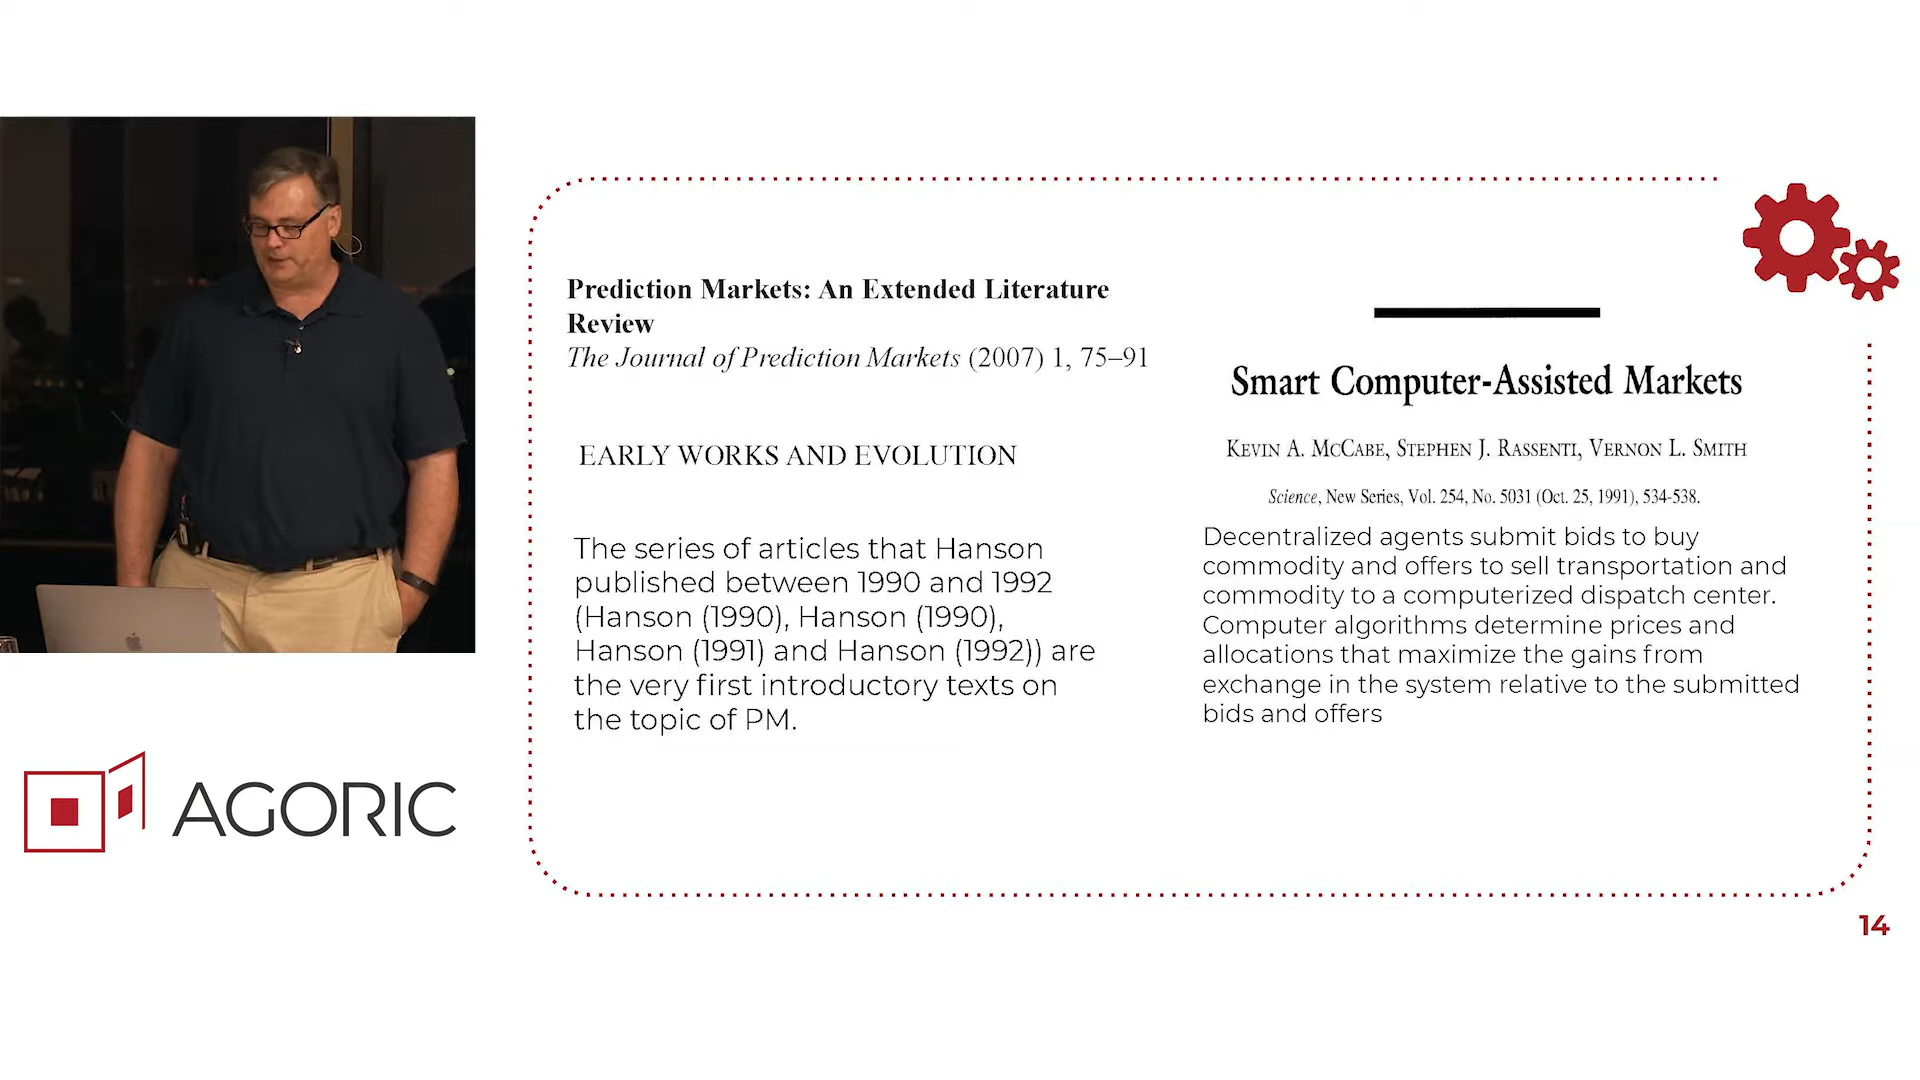 Prediction Markets: An Extended Literature
Review
The Journal of Prediction Markets (2007) 1, 75–91
EARLY WORKS AND EVOLUTION
The series of articles that Hanson
published between 1990 and 1992
(Hanson (1990), Hanson (1990),
Hanson (1991) and Hanson (1992)) are
the very first introductory texts on
the topic of PM.
Smart Computer-Assisted Markets
KEVIN A. MCCABE, STEPHEN J. RASSENTI, VERNON L. SMITH
Science, New Series, Vol. 254, No. 5031 (Oct. 25, 1991), 534-538.
Decentralized agents submit bids to buy
commodity and offers to sell transportation and
commodity to a computerized dispatch center.
Computer algorithms determine prices and
allocations that maximize the gains from
exchange in the system relative to the submitted
bids and offers
AGORIC
14